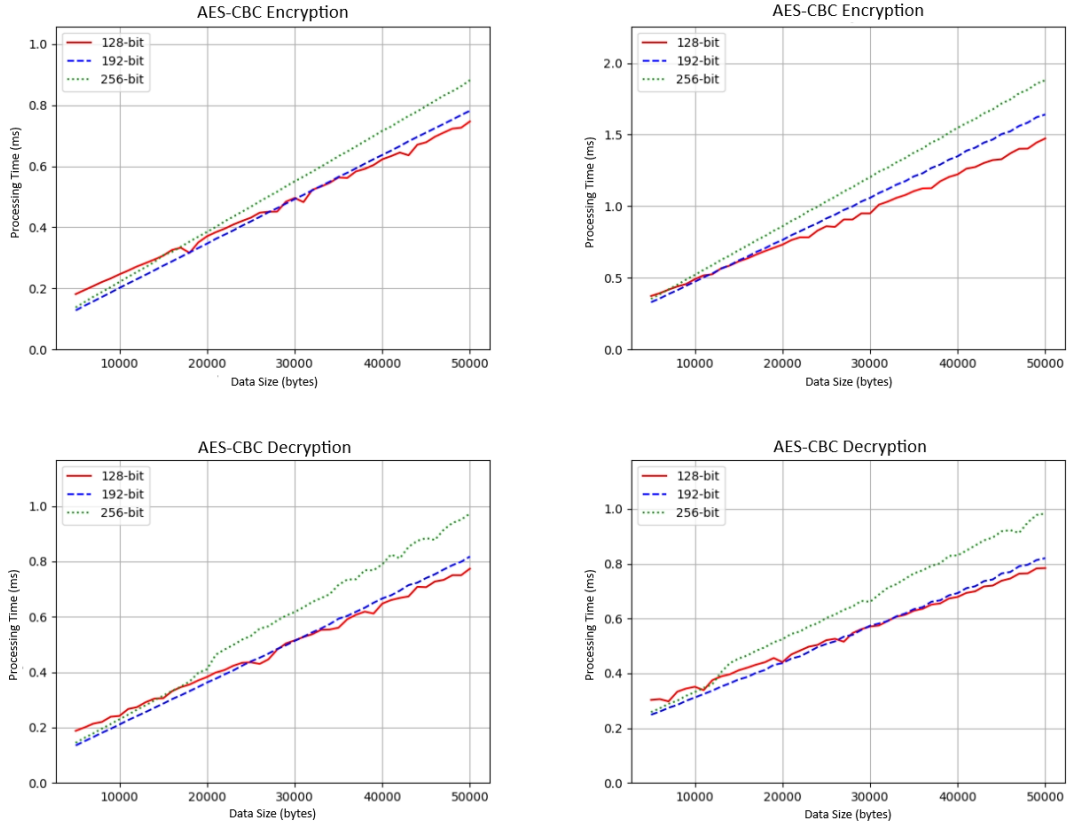 AES-CBC Encryption
1.0
0.8
0.6
0.4
0.2
0.0
Processing Time (ms)
128-bit
192-bit
256-bit
10000 20000 30000 40000 50000
Data Size (bytes)
AES-CBC Encryption
2.0
1.5
1.0
0.5
0.0
Processing Time (ms)
128-bit
192-bit
256-bit
10000 20000 30000 40000 50000
Data Size (bytes)
AES-CBC Decryption
1.0
0.8
0.6
0.4
0.2
0.0
Processing Time (ms)
128-bit
192-bit
256-bit
10000 20000 30000 40000 50000
Data Size (bytes)
AES-CBC Decryption
1.0
0.8
0.6
0.4
0.2
0.0
Processing Time (ms)
128-bit
192-bit
256-bit
10000 20000 30000 40000 50000
Data Size (bytes)